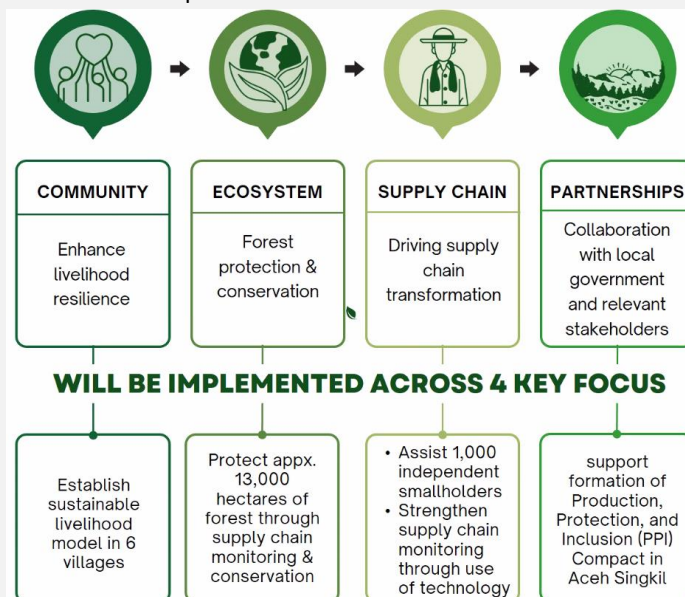 COMMUNITY
Enhance
livelihood
resilience
ECOSYSTEM
Forest
protection &
conservation
SUPPLY CHAIN
Driving supply
chain
transformation
PARTNERSHIPS
Collaboration
with local
government
and relevant
stakeholders
WILL BE IMPLEMENTED ACROSS 4 KEY FOCUS
Establish
sustainable
livelihood
model in 6
villages
Protect appx.
13,000
hectares of
forest through
supply chain
monitoring &
conservation
• Assist 1,000
independent
smallholders
• Strengthen
supply chain
monitoring
through use
of technology
support
formation of
Production,
Protection, and
Inclusion (PPI)
Compact in
Aceh Singkil